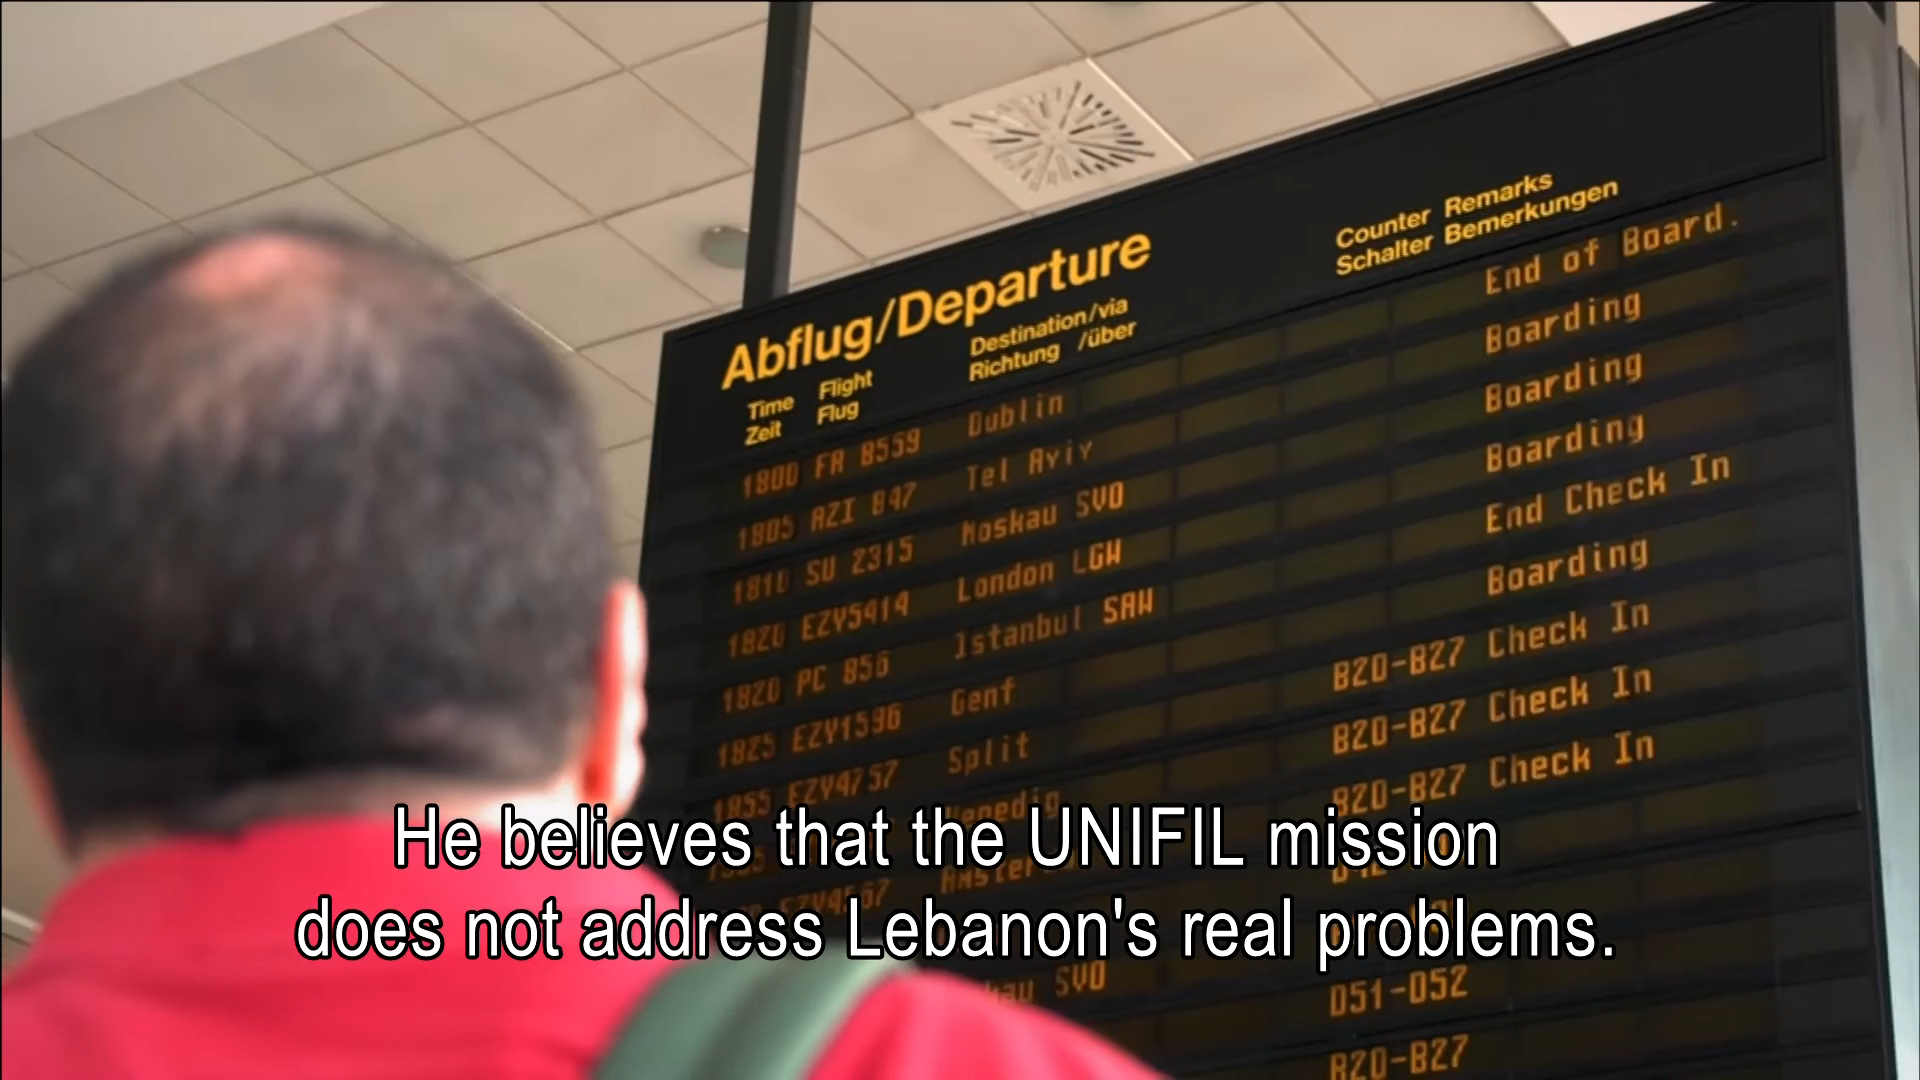 Abflug/Departure
Counter Remarks
Schalter Bemerkungen
Time Flight Destination/via
Zeit Flug Richtung /über
1800 FR 8559 Dublin End of Board.
1805 AZI 847 Tel Aviv Boarding
1810 SU 2315 Moskau SVO Boarding
1820 EZY5414 London LGW Boarding
1820 PC 856 Istanbul SAW End Check In
1825 EZY1596 Genf Boarding
1855 EZY4757 Split B20-B27 Check In
Venedig B20-B27 Check In
EZY4567 B20-B27 Check In
SVO D51-D52
B20-B27
He believes that the UNIFIL mission
does not address Lebanon's real problems.